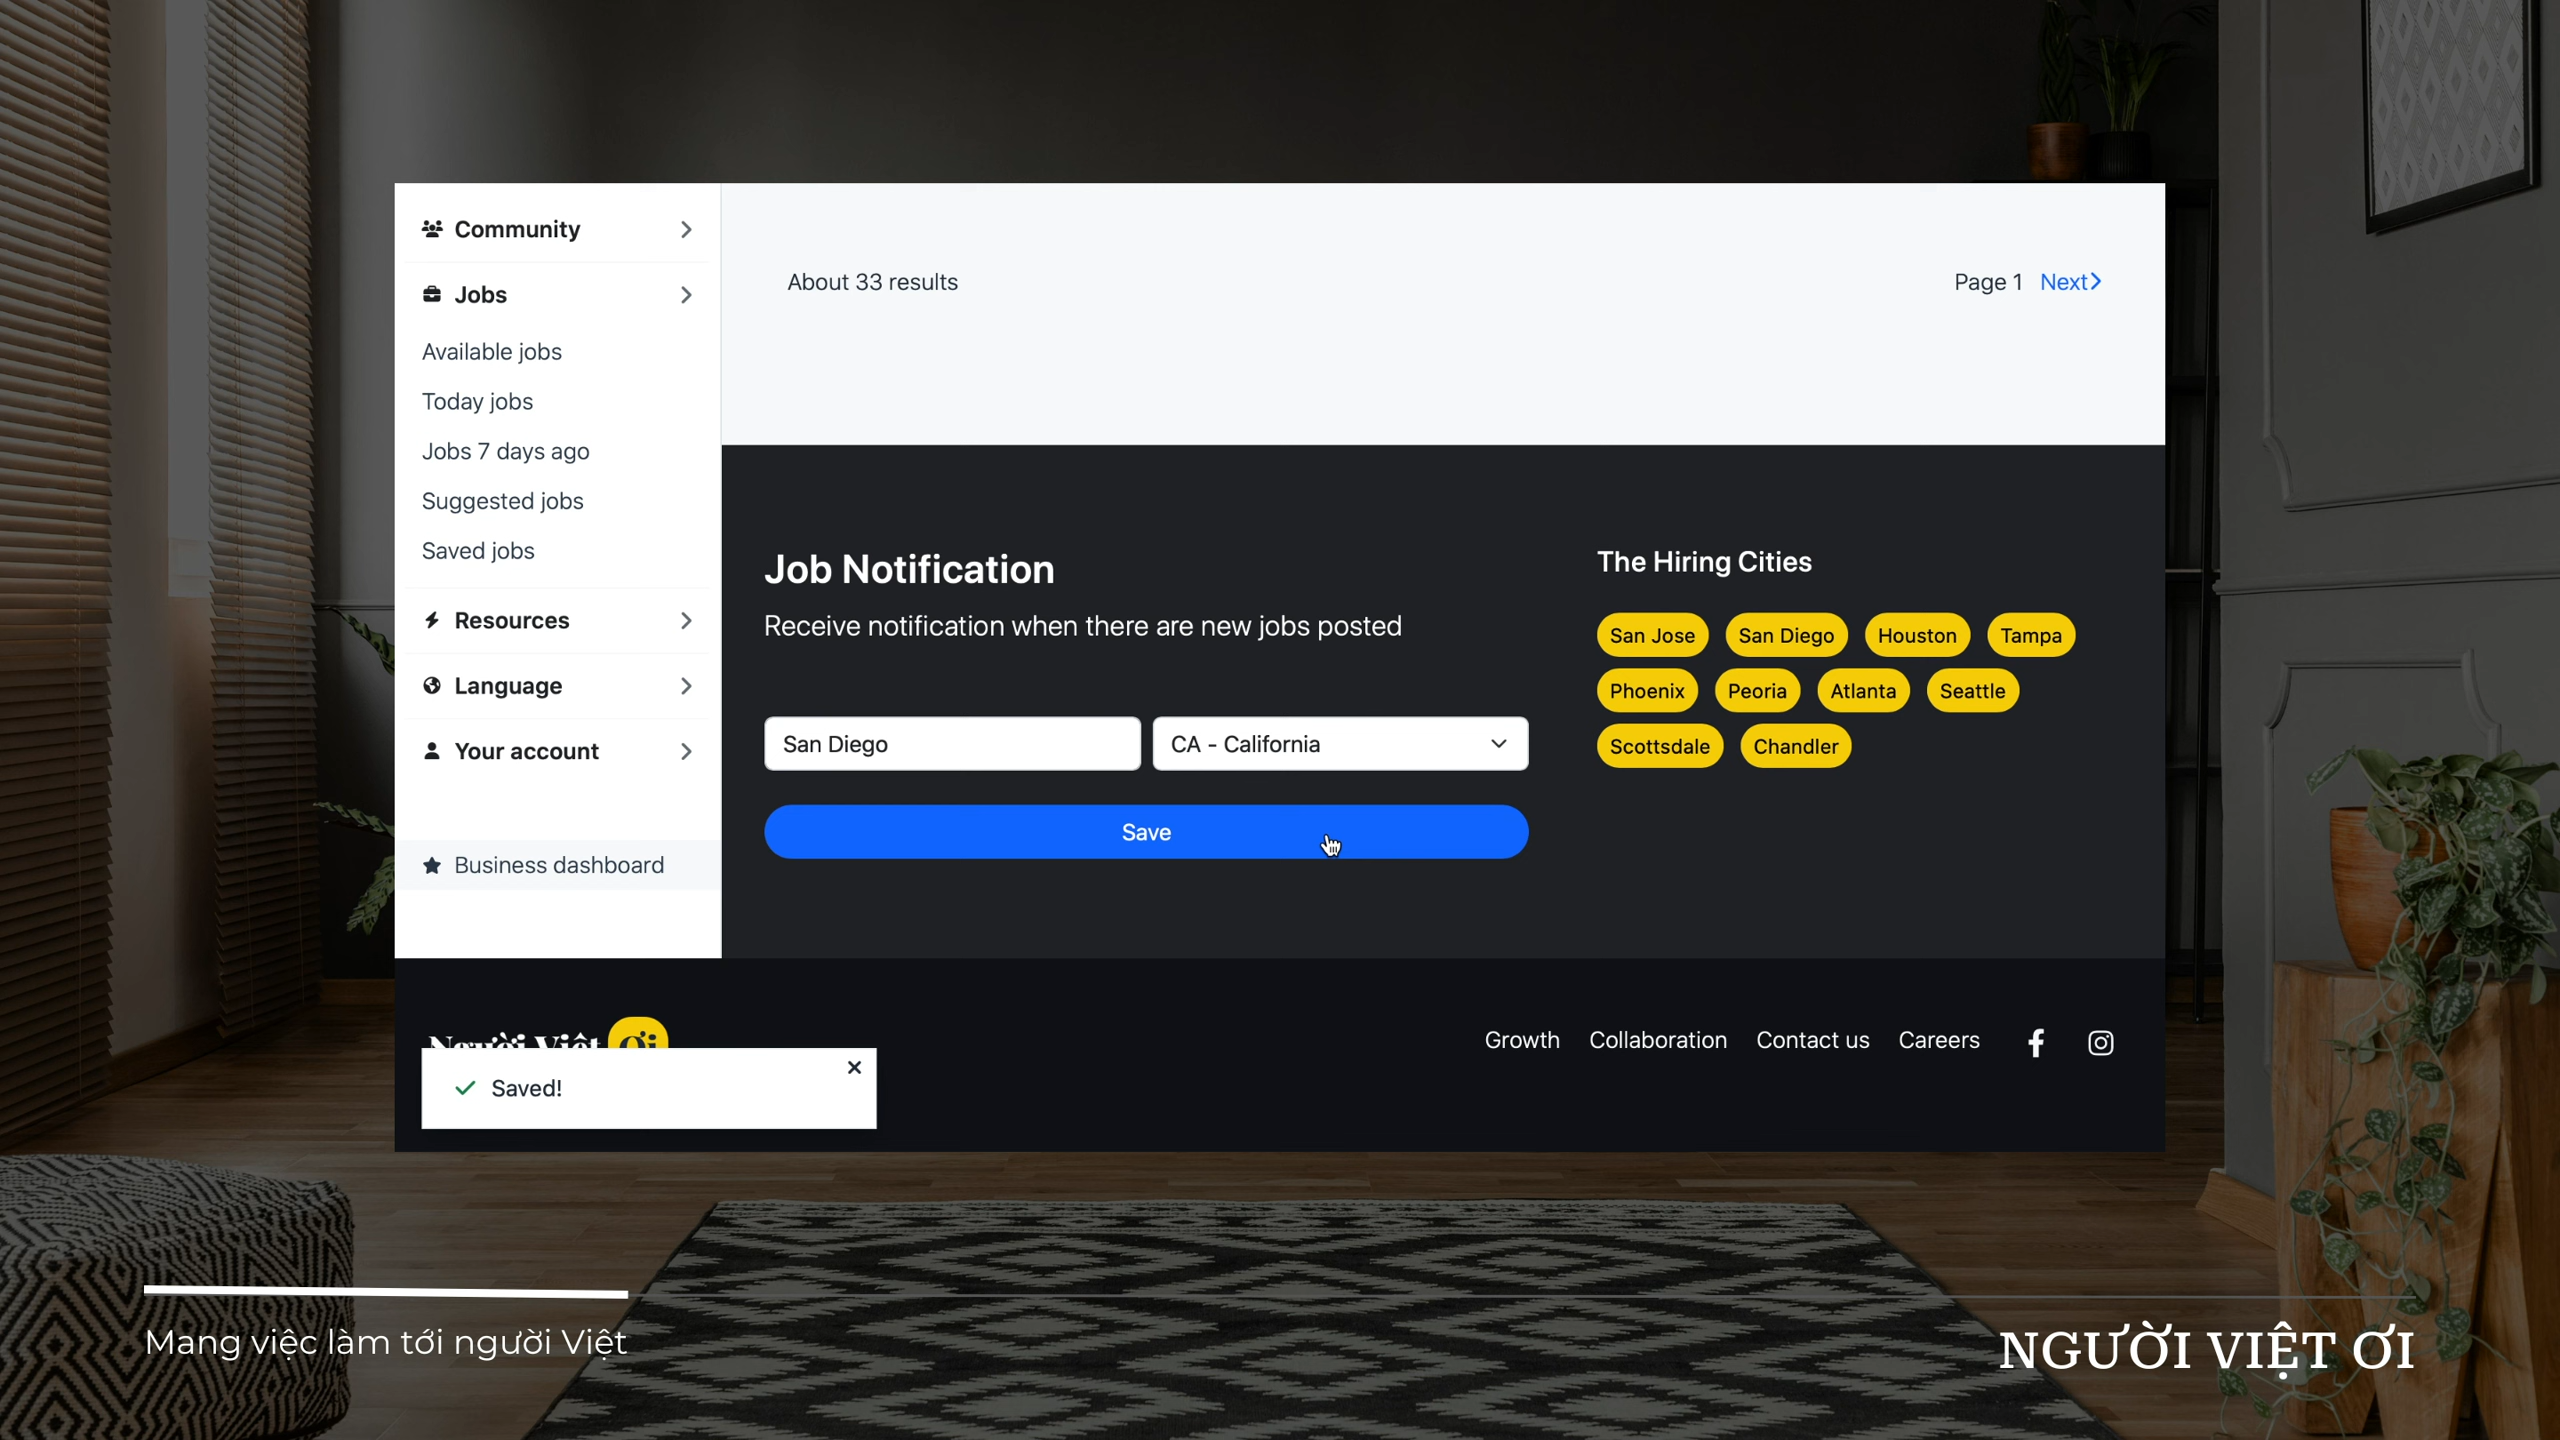 Community
Jobs
Available jobs
Today jobs
Jobs 7 days ago
Suggested jobs
Saved jobs
Resources
Language
Your account
Business dashboard
About 33 results
Page 1 Next
Job Notification
Receive notification when there are new jobs posted
San Diego
CA - California
Save
The Hiring Cities
San Jose San Diego Houston Tampa
Phoenix Peoria Atlanta Seattle
Scottsdale Chandler
Người Việt ơi
Growth Collaboration Contact us Careers
Saved!
Mang việc làm tới người Việt
NGƯỜI VIỆT ƠI